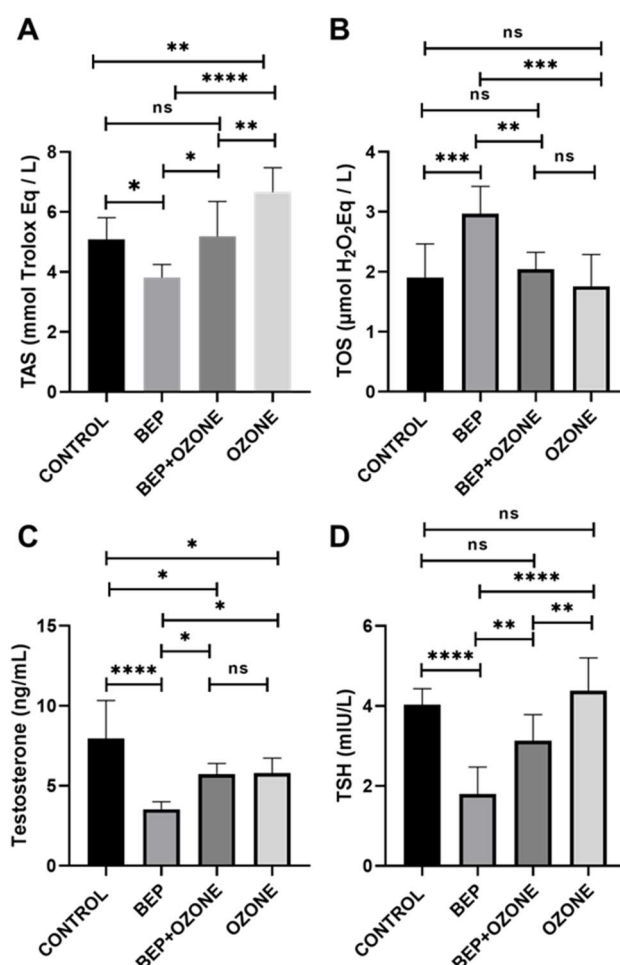 A
**
****
ns
**
*
*
8
6
4
2
0
TAS (mmol Trolox Eq / L)
CONTROL
BEP
BEP+OZONE
OZONE
B
ns
***
ns
**
***
ns
4
3
2
1
0
TOS (µmol H₂O₂Eq / L)
CONTROL
BEP
BEP+OZONE
OZONE
C
*
*
*
*
****
ns
15
10
5
0
Testosterone (ng/mL)
CONTROL
BEP
BEP+OZONE
OZONE
D
ns
ns
****
**
**
****
6
4
2
0
TSH (mIU/L)
CONTROL
BEP
BEP+OZONE
OZONE